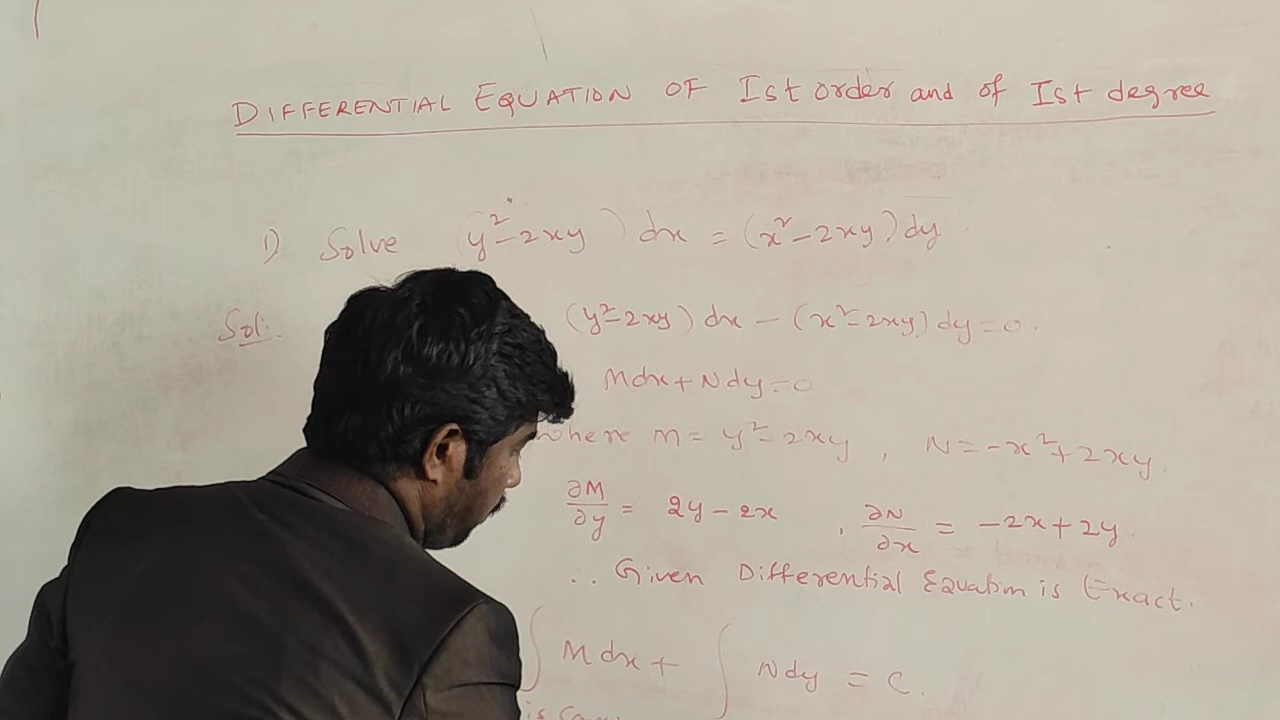 DIFFERENTIAL EQUATION OF Ist order and of Ist degree
1) Solve (y²-2xy) dx = (x²-2xy)dy
Sol:. (y²-2xy) dx - (x²-2xy) dy=0.
Mdx+Ndy=0
where M= y²-2xy , N=-x²+2xy.
∂M/∂y = 2y-2x , ∂N/∂x = -2x+2y.
∴ Given Differential Equation is Exact.
∫ Mdx+ ∫ Ndy = C.
is